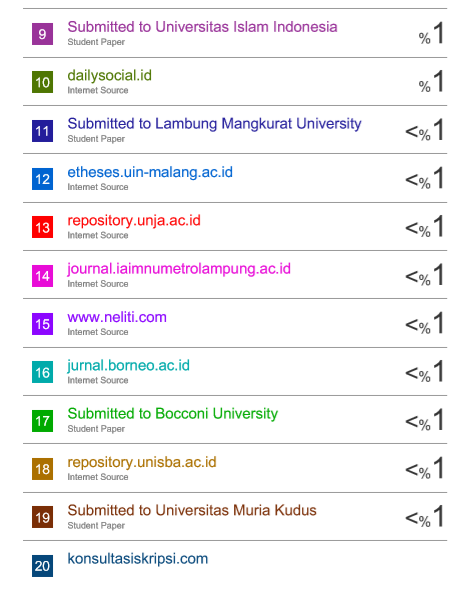 9 Submitted to Universitas Islam Indonesia %1
Student Paper
10 dailysocial.id %1
Internet Source
11 Submitted to Lambung Mangkurat University <%1
Student Paper
12 etheses.uin-malang.ac.id <%1
Internet Source
13 repository.unja.ac.id <%1
Internet Source
14 journal.iaimnumetrolampung.ac.id <%1
Internet Source
15 www.neliti.com <%1
Internet Source
16 jurnal.borneo.ac.id <%1
Internet Source
17 Submitted to Bocconi University <%1
Student Paper
18 repository.unisba.ac.id <%1
Internet Source
19 Submitted to Universitas Muria Kudus <%1
Student Paper
20 konsultasiskripsi.com